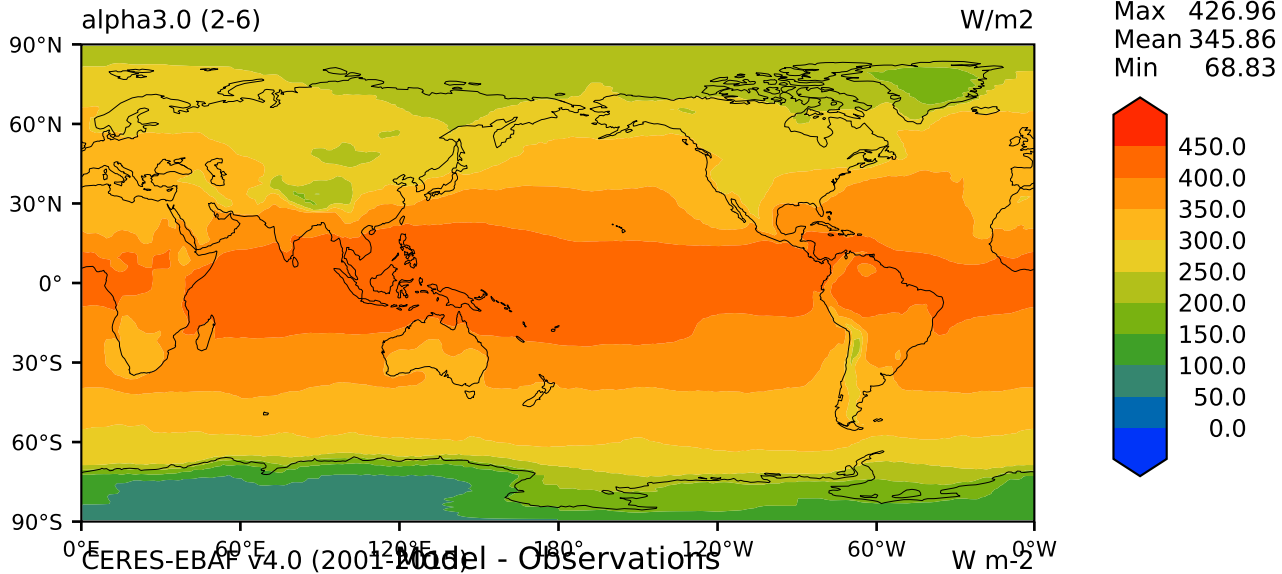 alpha3.0 (2-6) W/m2
Max 426.96
Mean 345.86
Min 68.83
90°N
60°N
30°N
0°
30°S
60°S
90°S
450.0
400.0
350.0
300.0
250.0
200.0
150.0
100.0
50.0
0.0
0°E 60°E 120°E 180° 120°W 60°W 0°W
CERES-EBAF v4.0 (2001-2015) Model - Observations W m-2